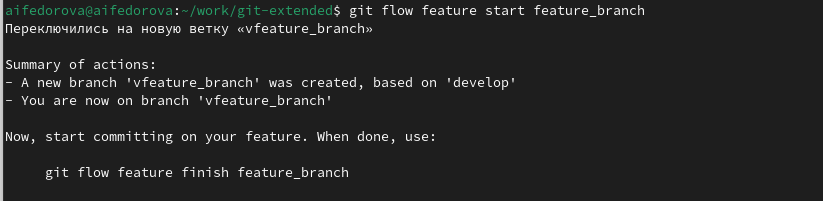 aifedorova@aifedorova:~/work/git-extended$ git flow feature start feature_branch
Переключились на новую ветку «vfeature_branch»
Summary of actions:
- A new branch 'vfeature_branch' was created, based on 'develop'
- You are now on branch 'vfeature_branch'
Now, start committing on your feature. When done, use:
git flow feature finish feature_branch